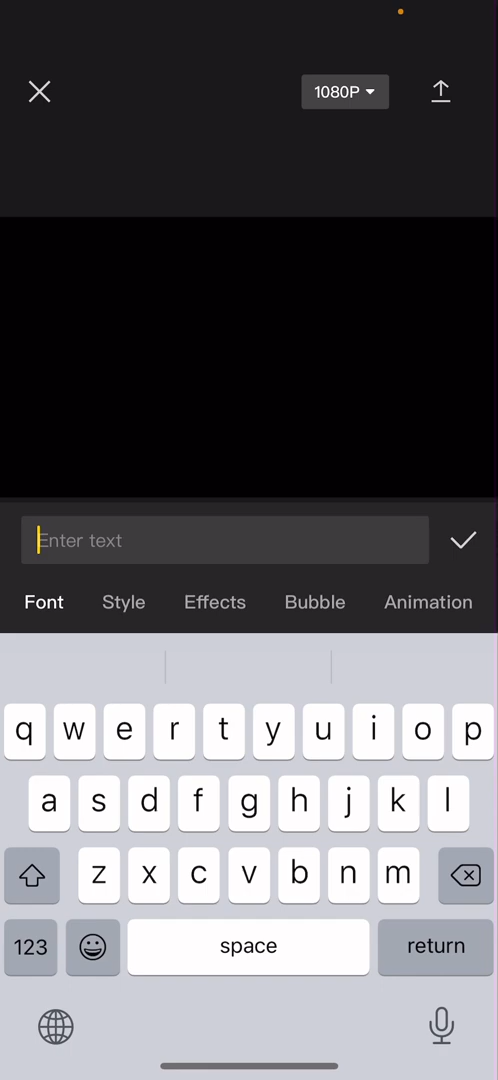 1080P
Enter text
Font Style Effects Bubble Animation
q w e r t y u i o p
a s d f g h j k l
z x c v b n m
123 space return